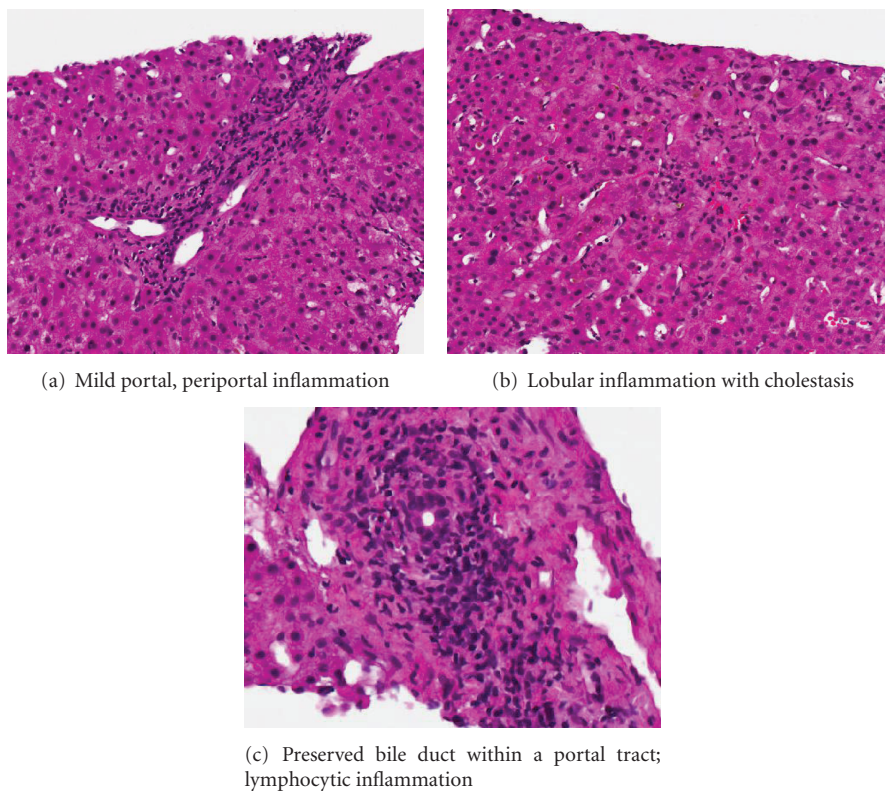 (a) Mild portal, periportal inflammation
(b) Lobular inflammation with cholestasis
(c) Preserved bile duct within a portal tract;
lymphocytic inflammation